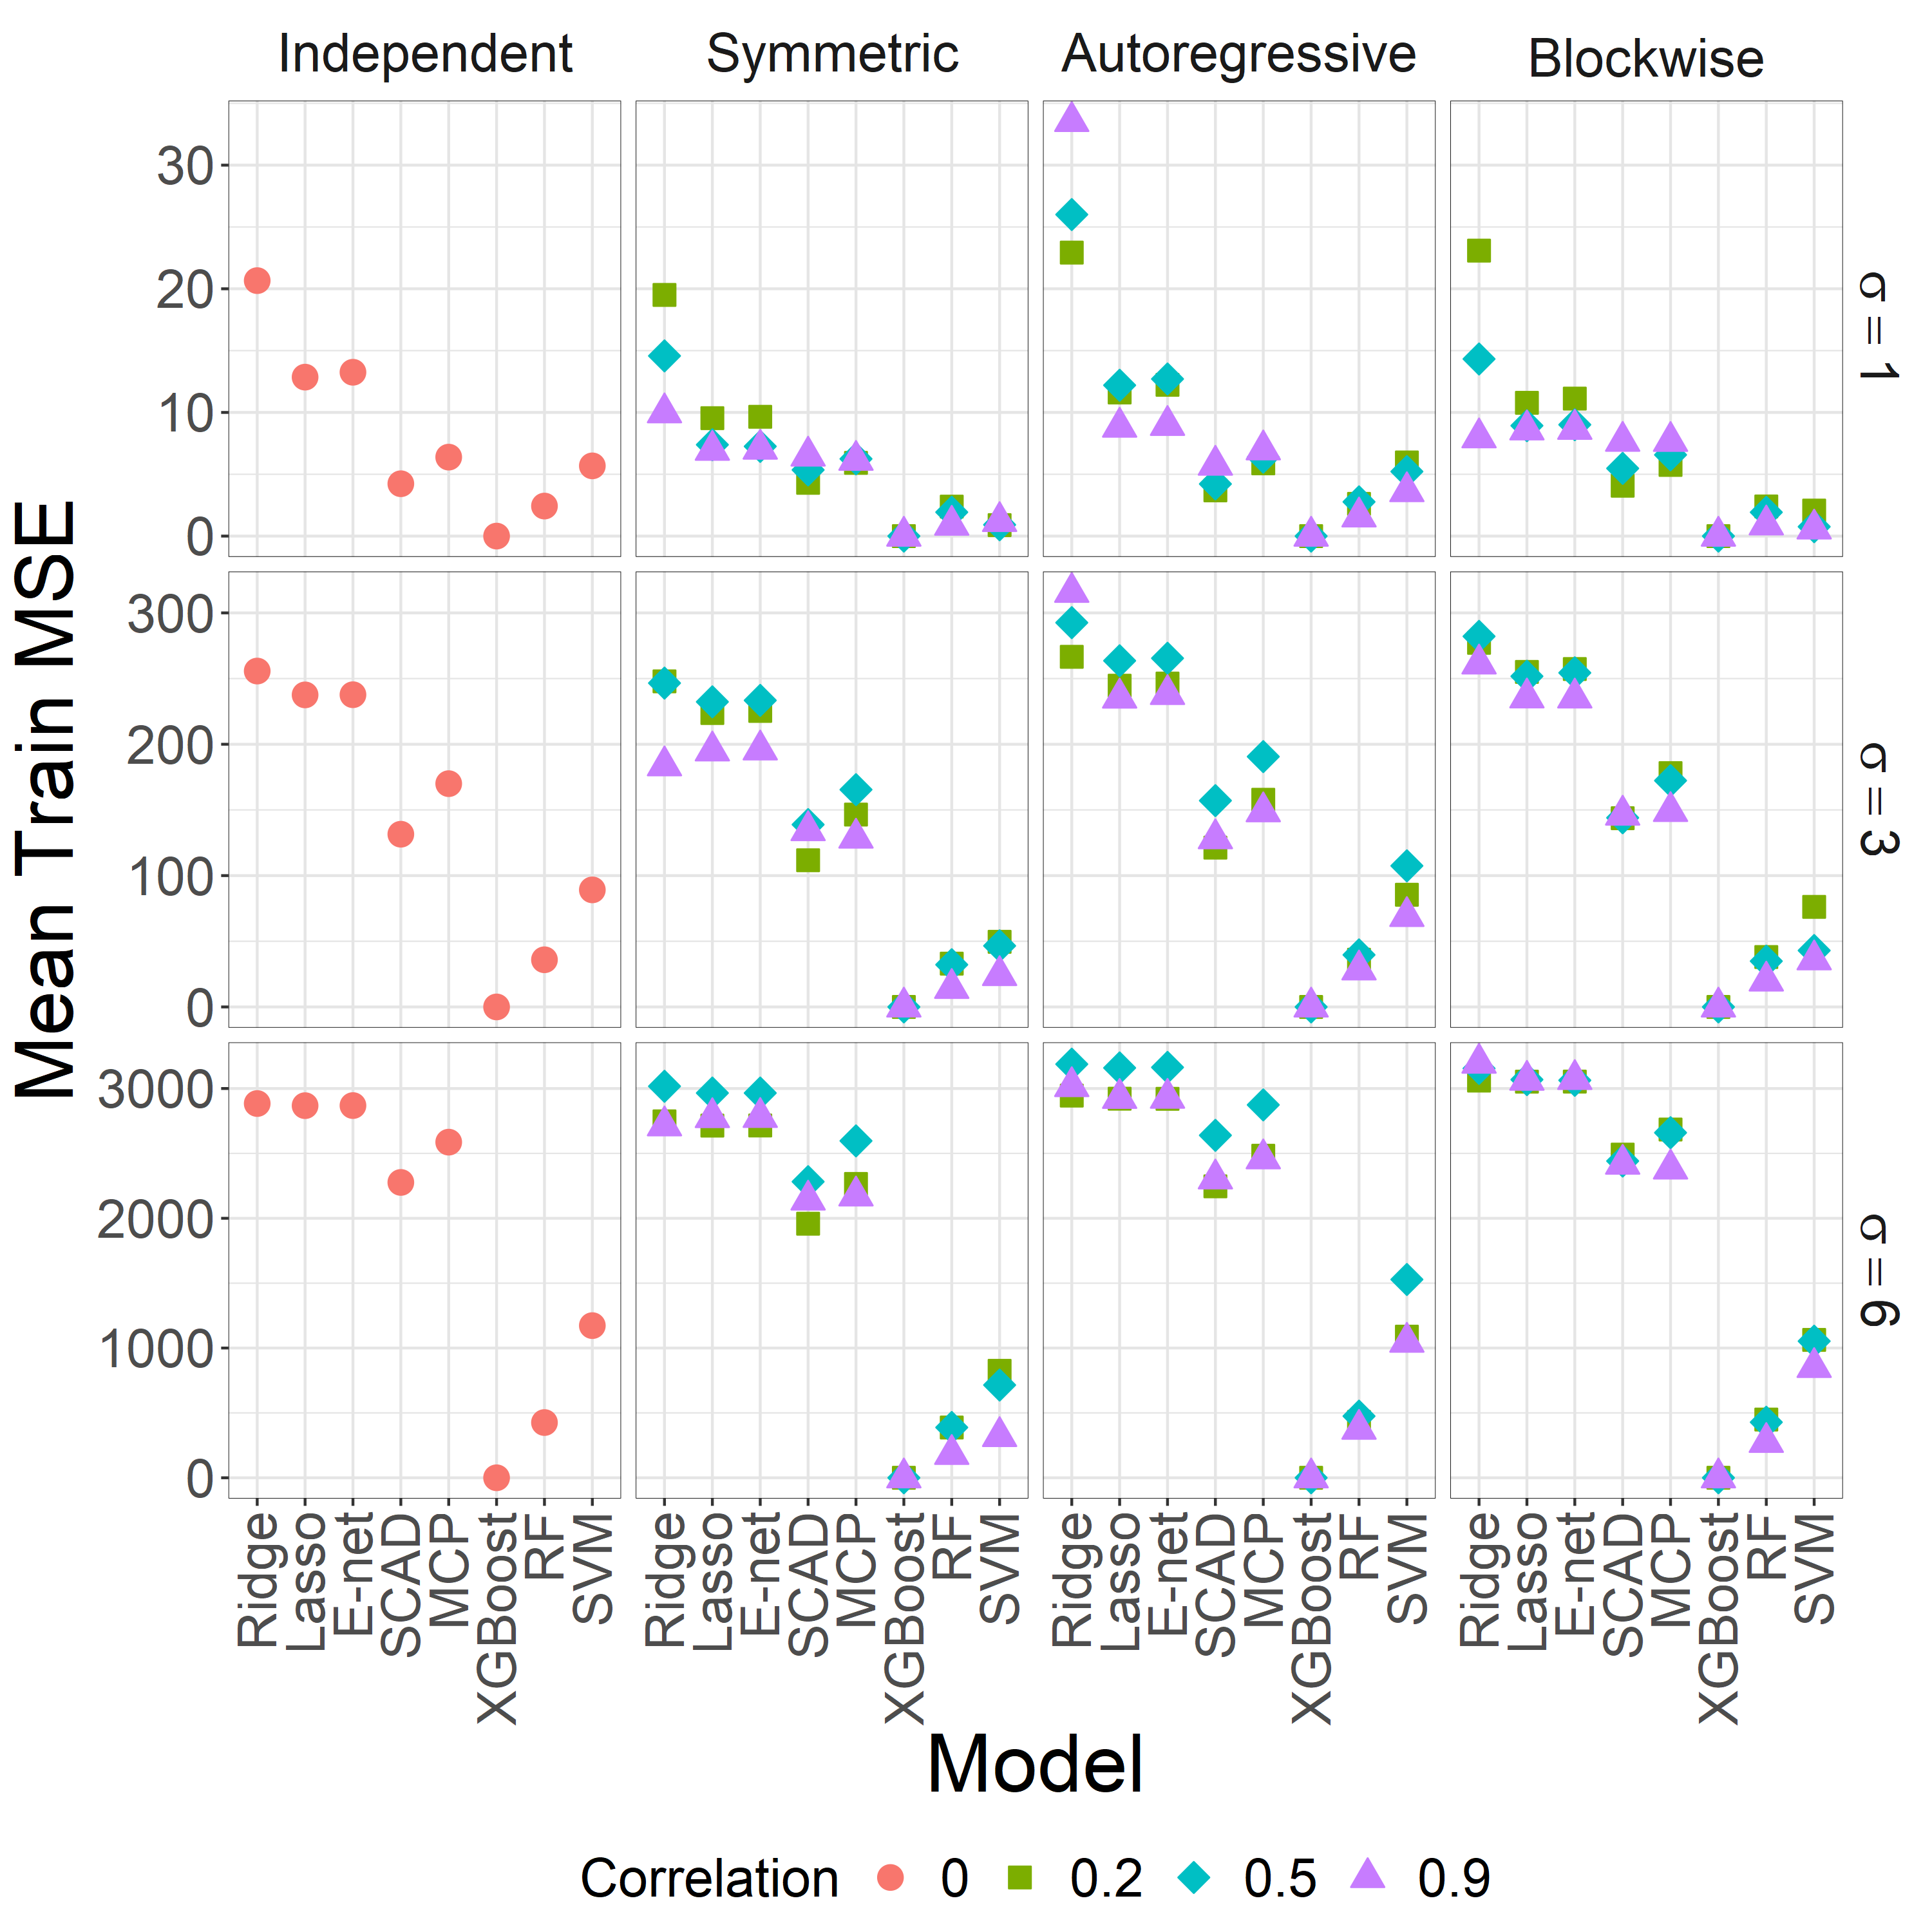 Independent Symmetric Autoregressive Blockwise
Mean Train MSE
30
20
10
0
σ = 1
300
200
100
0
σ = 3
3000
2000
1000
0
σ = 6
Ridge Lasso E-net SCAD MCP XGBoost RF SVM Ridge Lasso E-net SCAD MCP XGBoost RF SVM Ridge Lasso E-net SCAD MCP XGBoost RF SVM Ridge Lasso E-net SCAD MCP XGBoost RF SVM
Model
Correlation 0 0.2 0.5 0.9